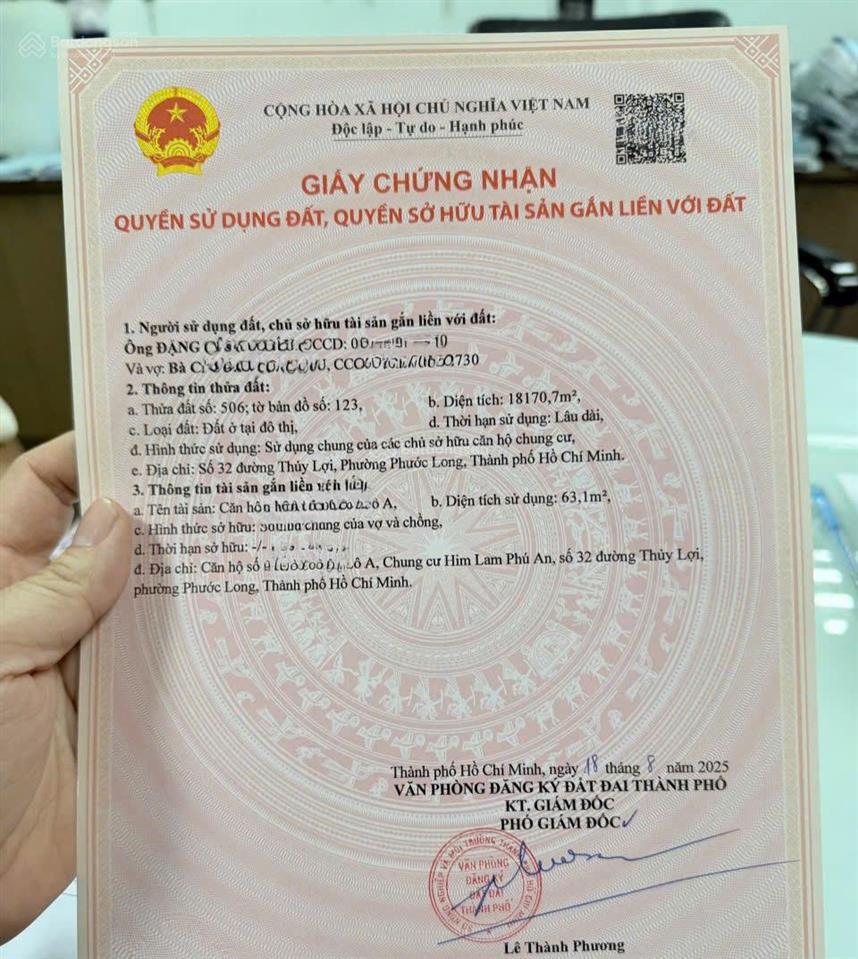 Batdongsan
CỘNG HÒA XÃ HỘI CHỦ NGHĨA VIỆT NAM
Độc lập - Tự do - Hạnh phúc
GIẤY CHỨNG NHẬN
QUYỀN SỬ DỤNG ĐẤT, QUYỀN SỞ HỮU TÀI SẢN GẮN LIỀN VỚI ĐẤT
1. Người sử dụng đất, chủ sở hữu tài sản gắn liền với đất:
Ông ĐẶNG CCCD:
Và vợ: Bà
2. Thông tin thửa đất:
a. Thửa đất số: 506; tờ bản đồ số: 123, b. Diện tích: 18170,7m²,
c. Loại đất: Đất ở tại đô thị, d. Thời hạn sử dụng: Lâu dài,
đ. Hình thức sử dụng: Sử dụng chung của các chủ sở hữu căn hộ chung cư,
e. Địa chỉ: Số 32 đường Thủy Lợi, Phường Phước Long, Thành phố Hồ Chí Minh.
3. Thông tin tài sản gắn liền
a. Tên tài sản: Căn hộ A, b. Diện tích sử dụng: 63,1m²,
c. Hình thức sở hữu: chung của vợ và chồng,
d. Thời hạn sở hữu: -/-
đ. Địa chỉ: Căn hộ số A, Chung cư Him Lam Phú An, số 32 đường Thủy Lợi,
phường Phước Long, Thành phố Hồ Chí Minh.
Thành phố Hồ Chí Minh, ngày 18 tháng 8 năm 2025
VĂN PHÒNG ĐĂNG KÝ ĐẤT ĐAI THÀNH PHỐ
KT. GIÁM ĐỐC
PHÓ GIÁM ĐỐC
VĂN PHÒNG
ĐĂNG KÝ
ĐẤT ĐAI
THÀNH PHỐ
Lê Thành Phương